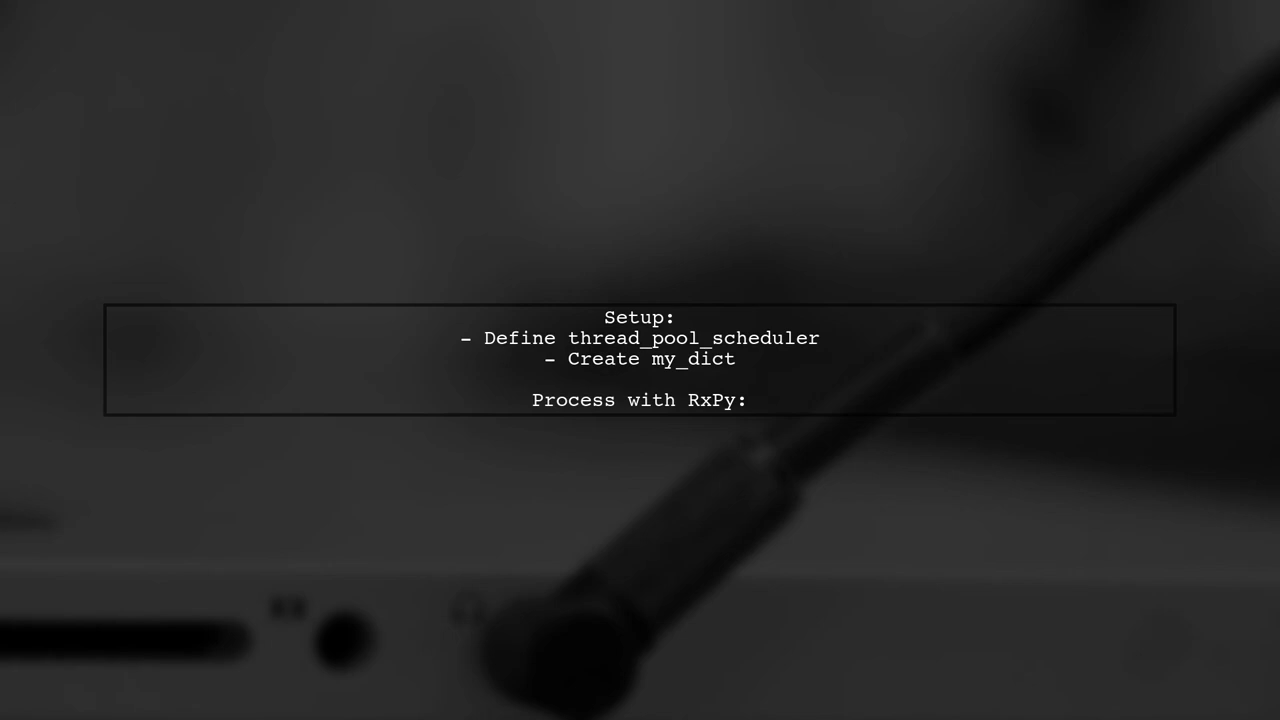 Setup:
- Define thread_pool_scheduler
- Create my_dict
Process with RxPy: